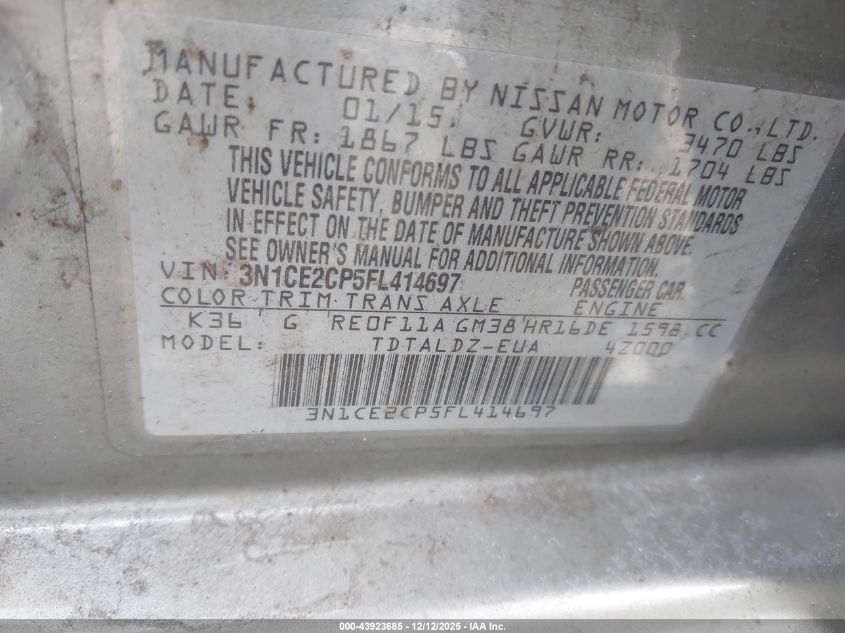 MANUFACTURED BY NISSAN MOTOR CO., LTD.
DATE: 01/15. GVWR: 3470 LBS
GAWR FR: 1867 LBS GAWR RR: 1704 LBS
THIS VEHICLE CONFORMS TO ALL APPLICABLE FEDERAL MOTOR
VEHICLE SAFETY, BUMPER AND THEFT PREVENTION STANDARDS
IN EFFECT ON THE DATE OF MANUFACTURE SHOWN ABOVE.
SEE OWNER'S MANUAL FOR ADDITIONAL INFORMATION.
VIN: 3N1CE2CP5FL414697 PASSENGER CAR.
COLOR TRIM TRANS AXLE ENGINE
K36 G RE0F11A GM38 HR16DE 1598 CC
MODEL: TDTALDZ-EUA 4Z000
3N1CE2CP5FL414697
000-43923685 - 12/12/2025 - IAA Inc.